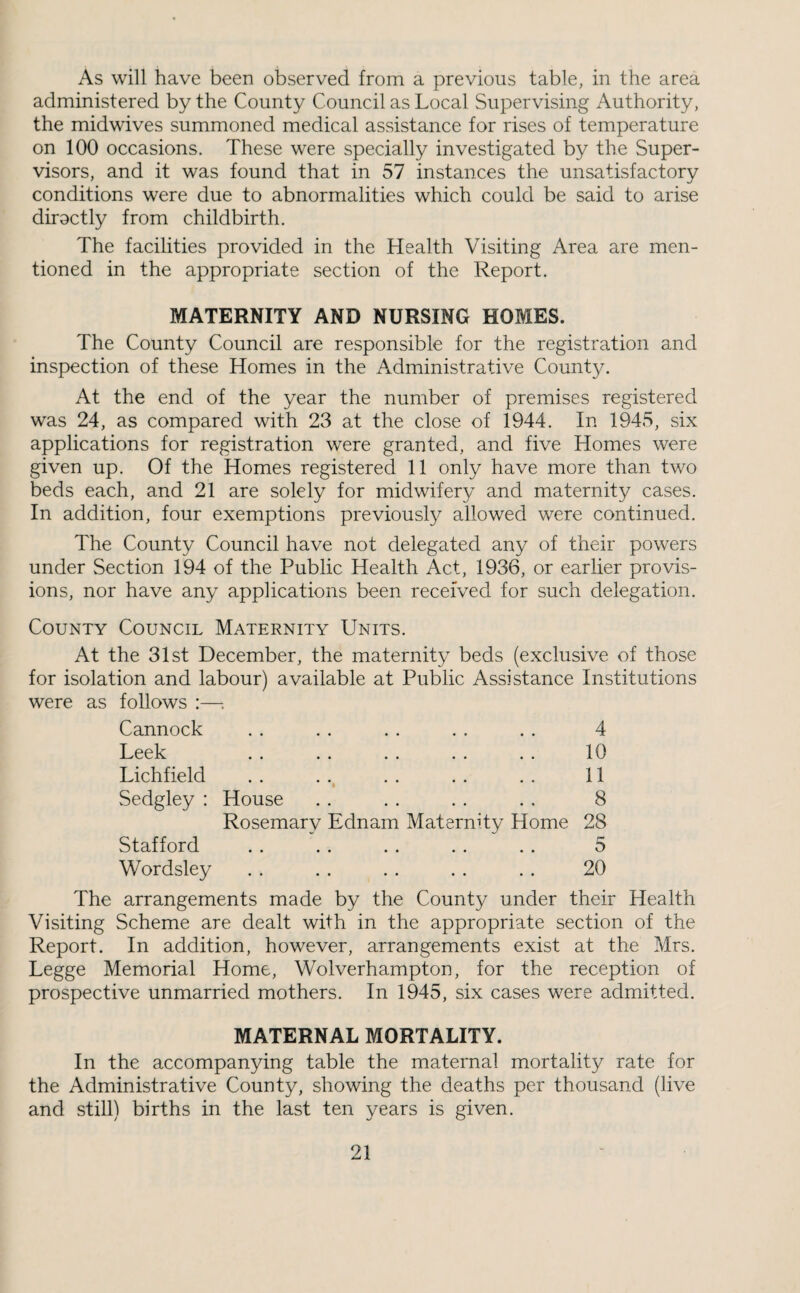 As will have been observed from a previous table, in the area
administered by the County Council as Local Supervising Authority,
the midwives summoned medical assistance for rises of temperature
on 100 occasions. These were specially investigated by the Super-
visors, and it was found that in 57 instances the unsatisfactory
conditions were due to abnormalities which could be said to arise
diroctly from childbirth.
The facilities provided in the Health Visiting Area are men-
tioned in the appropriate section of the Report.
MATERNITY AND NURSING HOMES.
The County Council are responsible for the registration and
inspection of these Homes in the Administrative County.
At the end of the year the number of premises registered
was 24, as compared with 23 at the close of 1944. In 1945, six
applications for registration were granted, and five Homes were
given up. Of the Homes registered 11 only have more than two
beds each, and 21 are solely for midwifery and maternity cases.
In addition, four exemptions previously allowed were continued.
The County Council have not delegated any of their powers
under Section 194 of the Public Health Act, 1936, or earlier provis-
ions, nor have any applications been received for such delegation.
COUNTY COUNCIL MATERNITY UNITS.
At the 31st December, the maternity beds (exclusive of those
for isolation and labour) available at Public Assistance Institutions
were as follows :—
Cannock .. .. .. .. .. 4
Leek .. .. .. .. .. 10
Lichfield .. .. .. .. .. 11
Sedgley : House .. .. .. .. 8
Rosemary Ednam Maternity Home 28
Stafford .. .. .. .. .. 5
Wordsley .. .. .. .. .. 20
The arrangements made by the County under their Health
Visiting Scheme are dealt with in the appropriate section of the
Report. In addition, however, arrangements exist at the Mrs.
Legge Memorial Home, Wolverhampton, for the reception of
prospective unmarried mothers. In 1945, six cases were admitted.
MATERNAL MORTALITY.
In the accompanying table the maternal mortality rate for
the Administrative County, showing the deaths per thousand (live
and still) births in the last ten years is given.
21